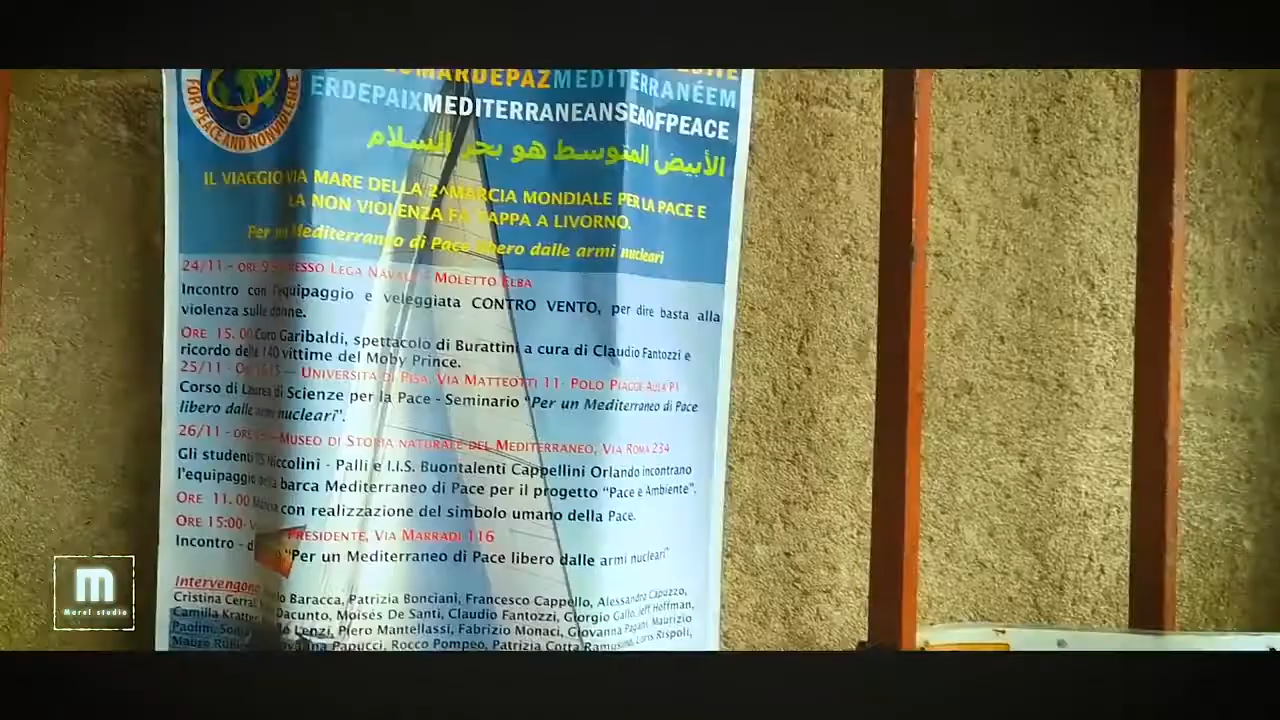 FOR PEACE AND NONVIOLENCE
MARDEPAZMEDITERRANÉEM
ERDEPAIXMEDITERRANEANSEAOFPEACE
الأبيض المتوسط هو بحر السلام
IL VIAGGIO VIA MARE DELLA 2^MARCIA MONDIALE PER LA PACE E
LA NON VIOLENZA FA TAPPA A LIVORNO.
Per un Mediterraneo di Pace libero dalle armi nucleari
24/11 - ORE PRESSO LEGA NAVALE - MOLETTO ELBA
Incontro con l'equipaggio e veleggiata CONTRO VENTO, per dire basta alla
violenza sulle donne.
ORE 15.00 Coro Garibaldi, spettacolo di Burattini a cura di Claudio Fantozzi e
ricordo delle 140 vittime del Moby Prince.
25/11 - UNIVERSITÀ DI PISA, VIA MATTEOTTI 11- POLO PIAGGE AULA P1
Corso di Laurea di Scienze per la Pace - Seminario "Per un Mediterraneo di Pace
libero dalle armi nucleari".
26/11 - ORE MUSEO DI STORIA NATURALE DEL MEDITERRANEO, VIA ROMA 234
Gli studenti ISIS Niccolini - Palli e I.I.S. Buontalenti Cappellini Orlando incontrano
l'equipaggio della barca Mediterraneo di Pace per il progetto "Pace e Ambiente".
ORE 11.00 Marcia con realizzazione del simbolo umano della Pace.
ORE 15:00- PRESIDENTE, VIA MARRADI 116
Incontro - "Per un Mediterraneo di Pace libero dalle armi nucleari"
Intervengono
Cristina Baracca, Patrizia Bonciani, Francesco Cappello, Alessandro Capuzzo,
Camilla Dacunto, Moisés De Santi, Claudio Fantozzi, Giorgio Gallo, Jeff Hoffman,
Paolini, Lenzi, Piero Mantellassi, Fabrizio Monaci, Giovanna Pagani, Maurizio
Mauro Papucci, Rocco Pompeo, Patrizia Cotta Ramusino, Loris Rispoli,
m
Marel studio